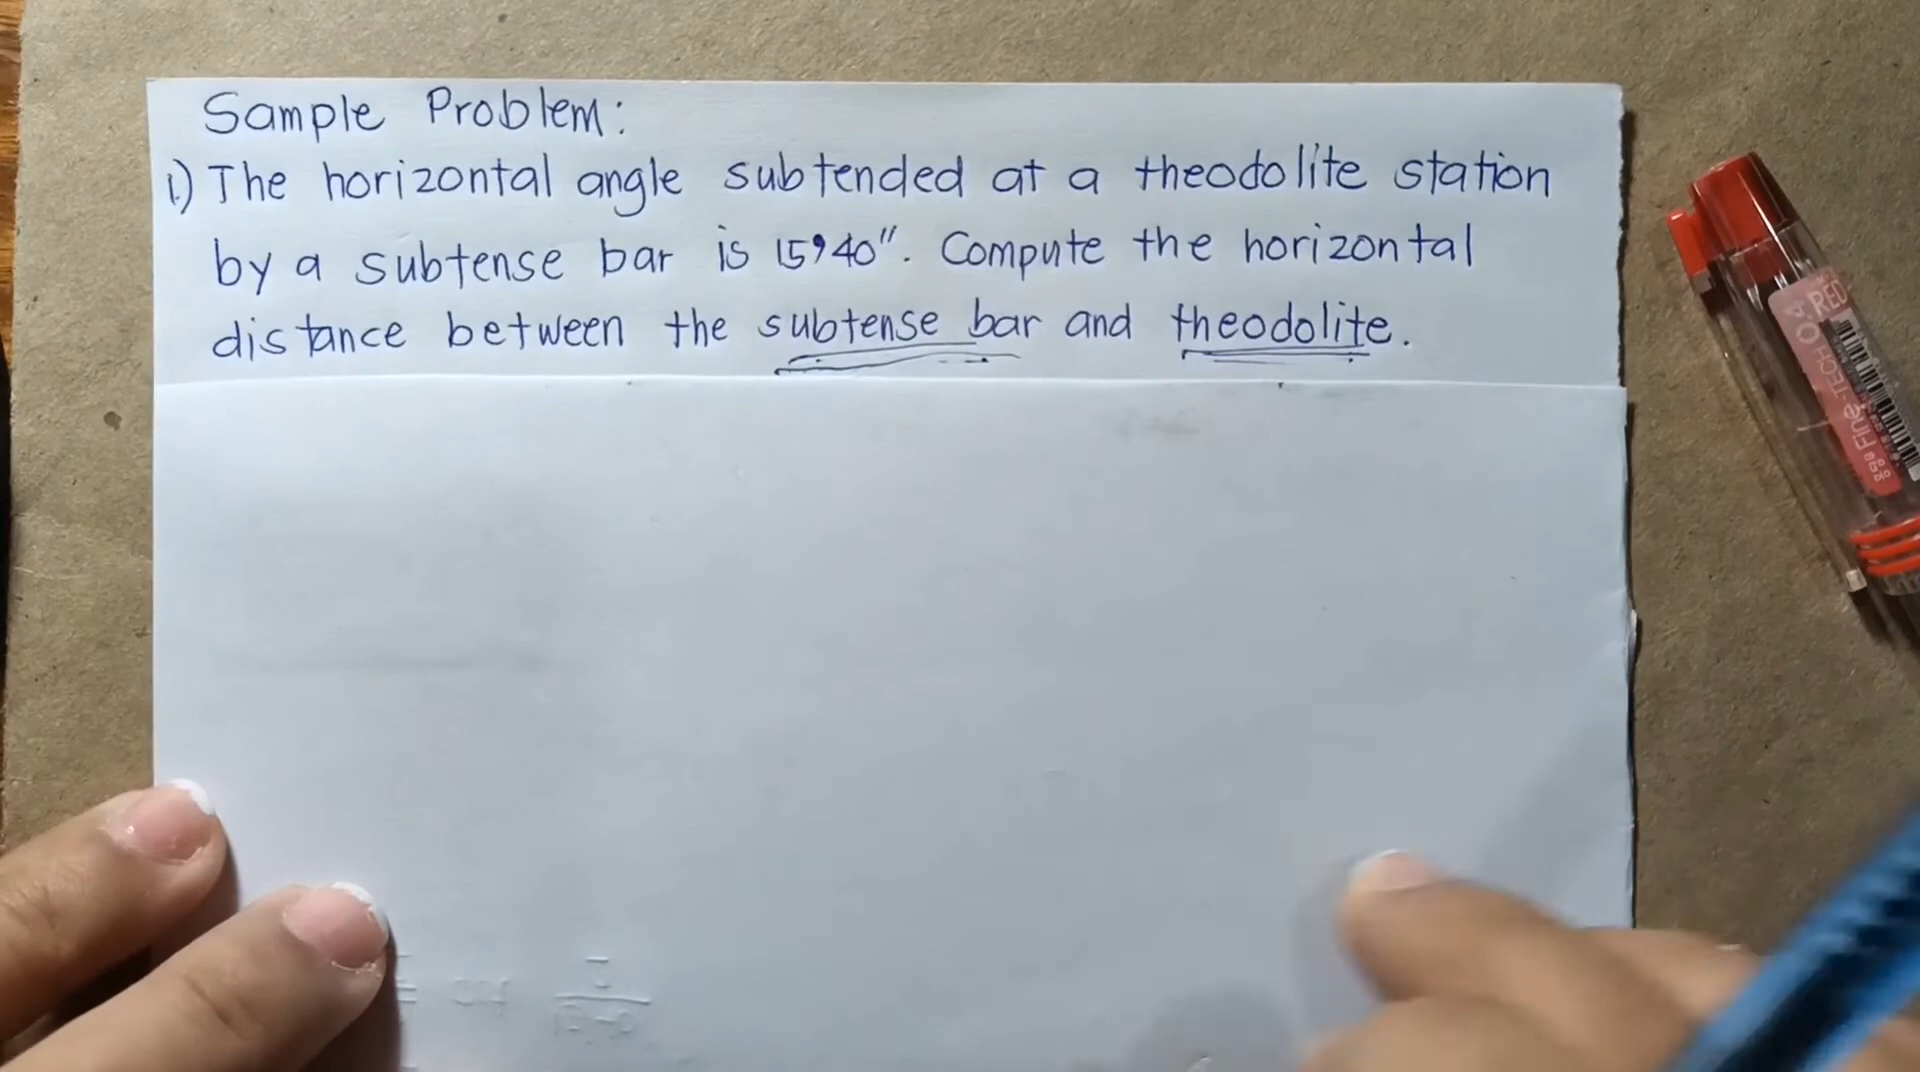 Sample Problem:
1.) The horizontal angle subtended at a theodolite station
by a subtense bar is 15'40". Compute the horizontal
distance between the subtense bar and theodolite.
RED
Fine-TECH 0.4